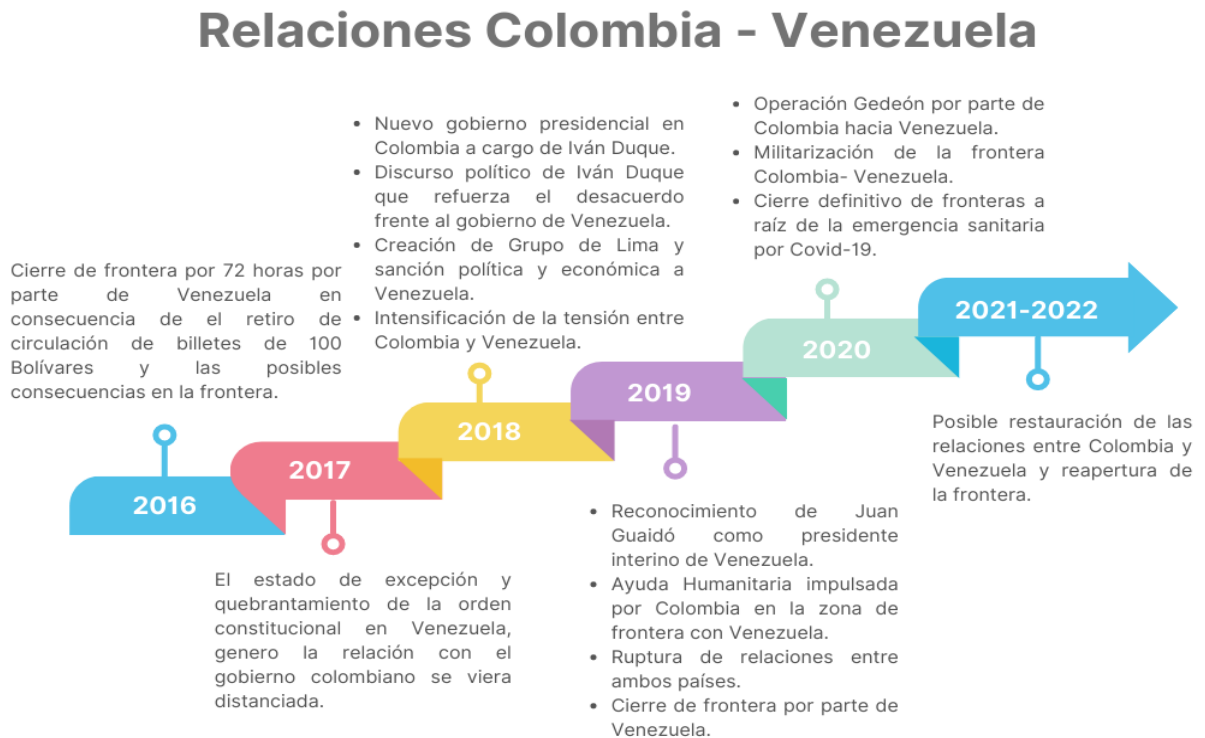 Relaciones Colombia - Venezuela
Cierre de frontera por 72 horas por
parte de Venezuela en
consecuencia de el retiro de
circulación de billetes de 100
Bolívares y las posibles
consecuencias en la frontera.
2016
2017
El estado de excepción y
quebrantamiento de la orden
constitucional en Venezuela,
genero la relación con el
gobierno colombiano se viera
distanciada.
• Nuevo gobierno presidencial en
Colombia a cargo de Iván Duque.
• Discurso político de Iván Duque
que refuerza el desacuerdo
frente al gobierno de Venezuela.
• Creación de Grupo de Lima y
sanción política y económica a
Venezuela.
• Intensificación de la tensión entre
Colombia y Venezuela.
2018
2019
• Reconocimiento de Juan
Guaidó como presidente
interino de Venezuela.
• Ayuda Humanitaria impulsada
por Colombia en la zona de
frontera con Venezuela.
• Ruptura de relaciones entre
ambos países.
• Cierre de frontera por parte de
Venezuela.
• Operación Gedeón por parte de
Colombia hacia Venezuela.
• Militarización de la frontera
Colombia- Venezuela.
• Cierre definitivo de fronteras a
raíz de la emergencia sanitaria
por Covid-19.
2020
2021-2022
Posible restauración de las
relaciones entre Colombia y
Venezuela y reapertura de
la frontera.